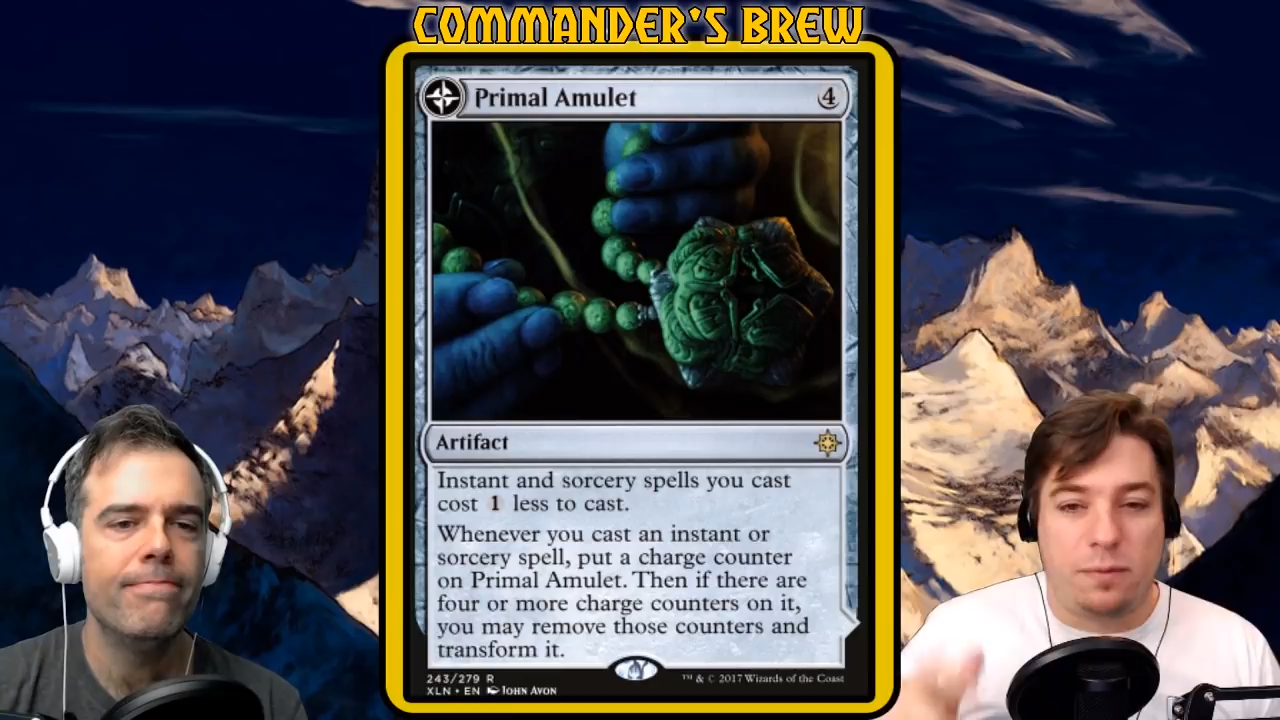 COMMANDER'S BREW
Primal Amulet 4
Artifact
Instant and sorcery spells you cast
cost 1 less to cast.
Whenever you cast an instant or
sorcery spell, put a charge counter
on Primal Amulet. Then if there are
four or more charge counters on it,
you may remove those counters and
transform it.
243/279 R
XLN • EN JOHN AVON
™ & © 2017 Wizards of the Coast